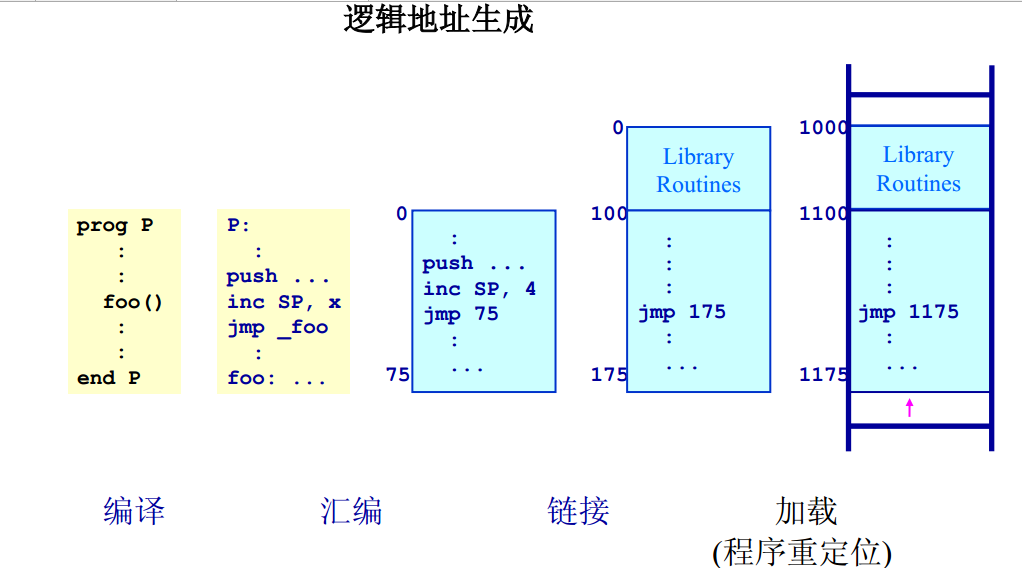 逻辑地址生成
prog P
:
:
foo()
:
:
end P
P:
:
push ...
inc SP, x
jmp _foo
:
foo: ...
0
:
push ...
inc SP, 4
jmp 75
:
75
...
0
Library
Routines
100
:
:
:
jmp 175
:
175
...
1000
Library
Routines
1100
:
:
:
jmp 1175
:
1175
...
编译
汇编
链接
加载
(程序重定位)